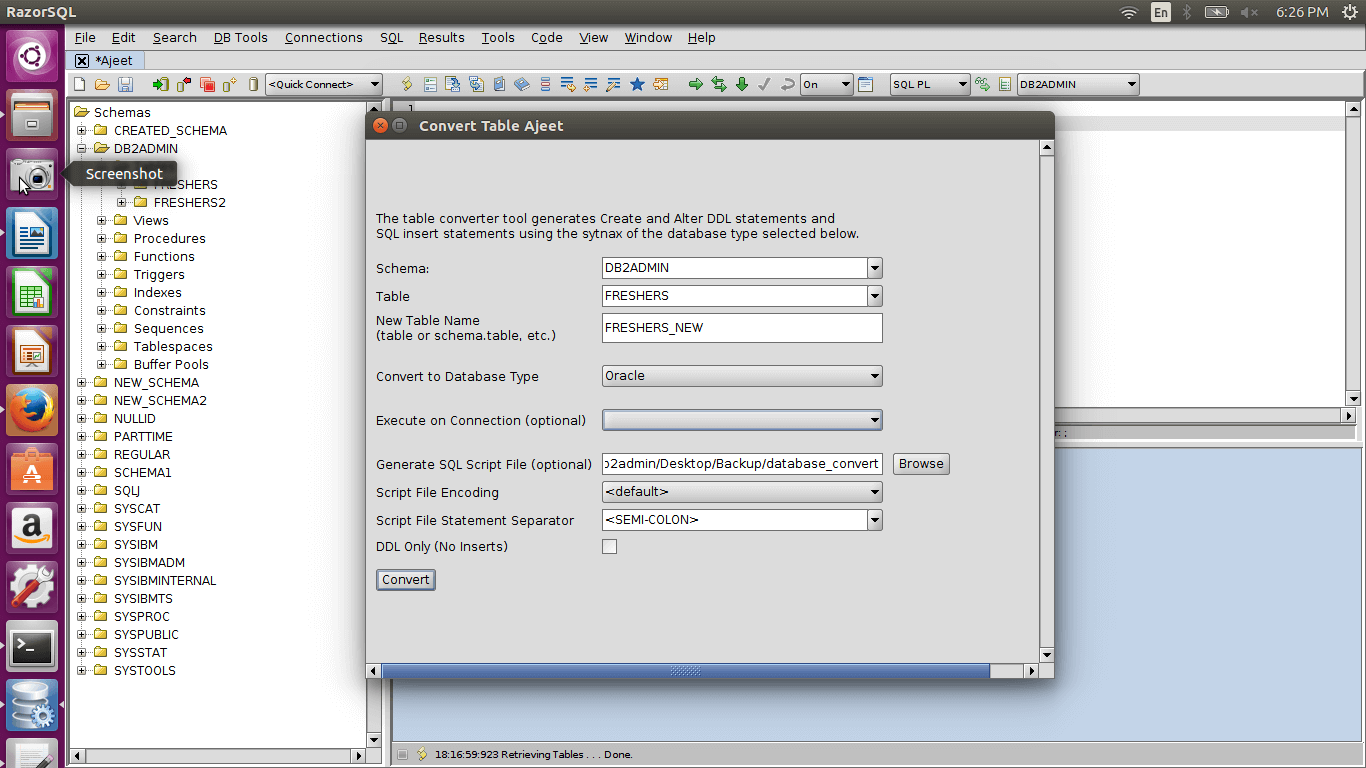 RazorSQL
En
6:26 PM
File Edit Search DB Tools Connections SQL Results Tools Code View Window Help
*Ajeet
<Quick Connect>
On
SQL PL
DB2ADMIN
Schemas
CREATED_SCHEMA
DB2ADMIN
Screenshot
FRESHERS
FRESHERS2
Views
Procedures
Functions
Triggers
Indexes
Constraints
Sequences
Tablespaces
Buffer Pools
NEW_SCHEMA
NEW_SCHEMA2
NULLID
PARTTIME
REGULAR
SCHEMA1
SQLJ
SYSCAT
SYSFUN
SYSIBM
SYSIBMADM
SYSIBMINTERNAL
SYSIBMTS
SYSPROC
SYSPUBLIC
SYSSTAT
SYSTOOLS
1
Convert Table Ajeet
The table converter tool generates Create and Alter DDL statements and
SQL insert statements using the sytnax of the database type selected below.
Schema: DB2ADMIN
Table FRESHERS
New Table Name
(table or schema.table, etc.) FRESHERS_NEW
Convert to Database Type Oracle
Execute on Connection (optional)
Generate SQL Script File (optional) 2admin/Desktop/Backup/database_convert Browse
Script File Encoding <default>
Script File Statement Separator <SEMI-COLON>
DDL Only (No Inserts)
Convert
18:16:59:923 Retrieving Tables . . . Done.